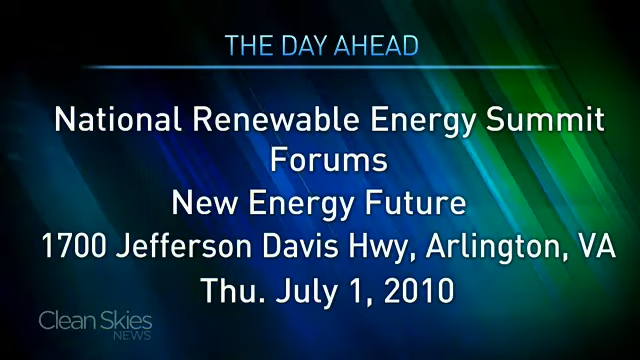 THE DAY AHEAD
National Renewable Energy Summit
Forums
New Energy Future
1700 Jefferson Davis Hwy, Arlington, VA
Thu. July 1, 2010
Clean Skies
NEWS